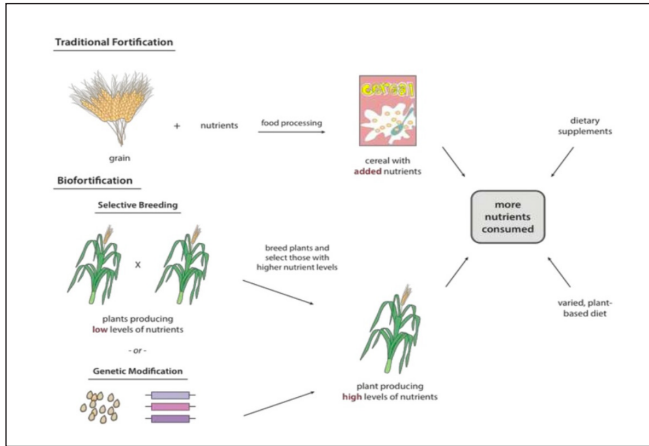 Traditional Fortification
cereal
+ nutrients
food processing
grain
cereal with
added nutrients
dietary
supplements
Biofortification
Selective Breeding
X
breed plants and
select those with
higher nutrient levels
more
nutrients
consumed
plants producing
low levels of nutrients
- or -
varied, plant-
based diet
Genetic Modification
plant producing
high levels of nutrients